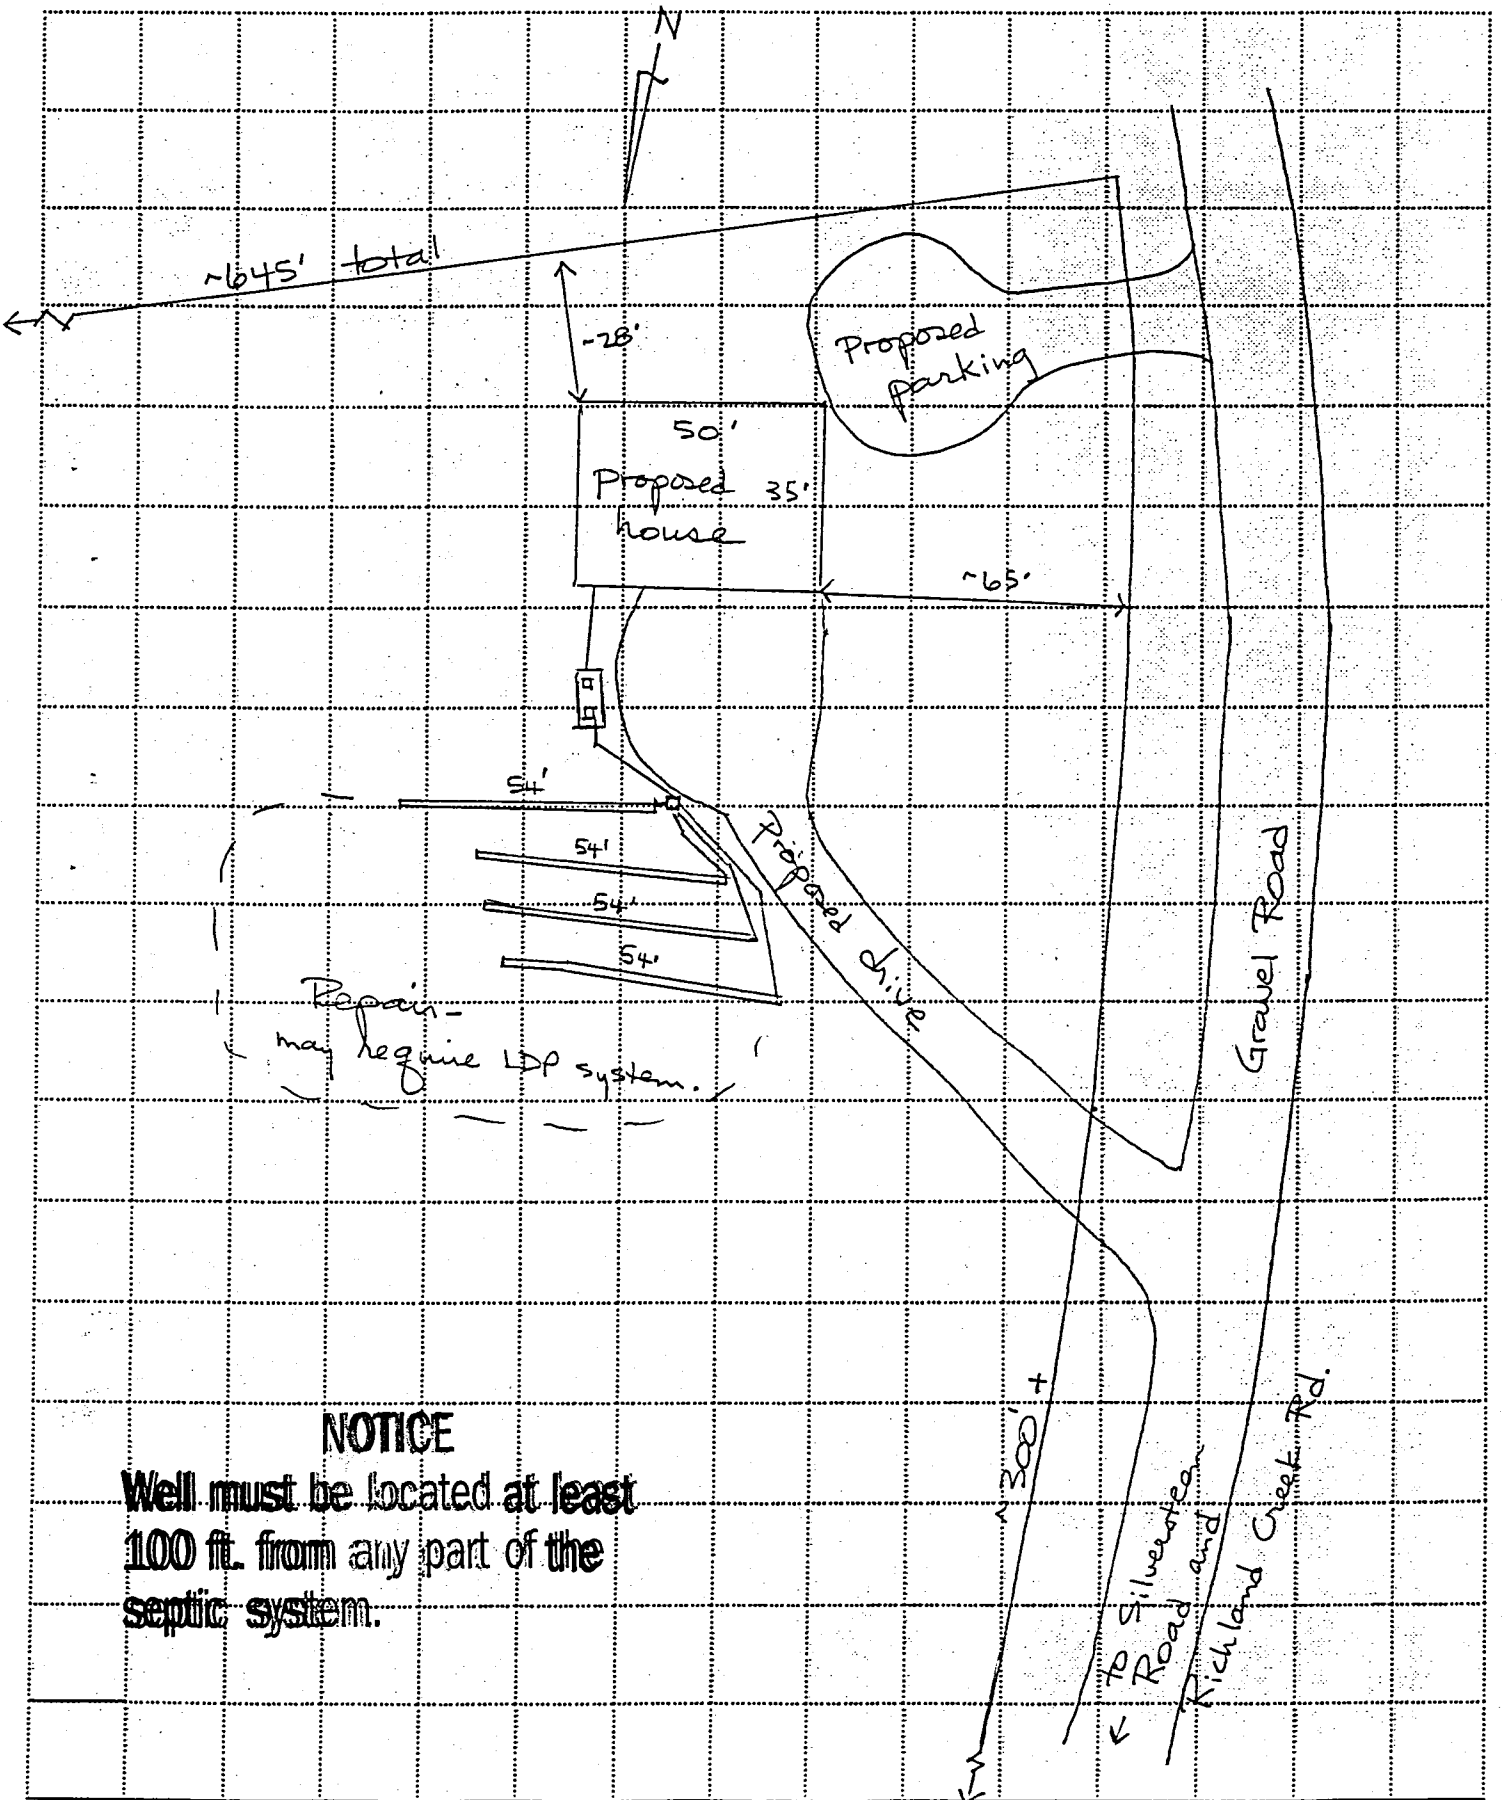 N
~645' total
~28'
Proposed
parking
50'
Proposed 35'
house
~65'
54'
54'
54'
54'
Proposed drive
Gravel Road
Repair-
may require LDP system.
~300'+
to Silversteen
Road and
Richland Creek Rd.
NOTICE
Well must be located at least
100 ft. from any part of the
septic system.